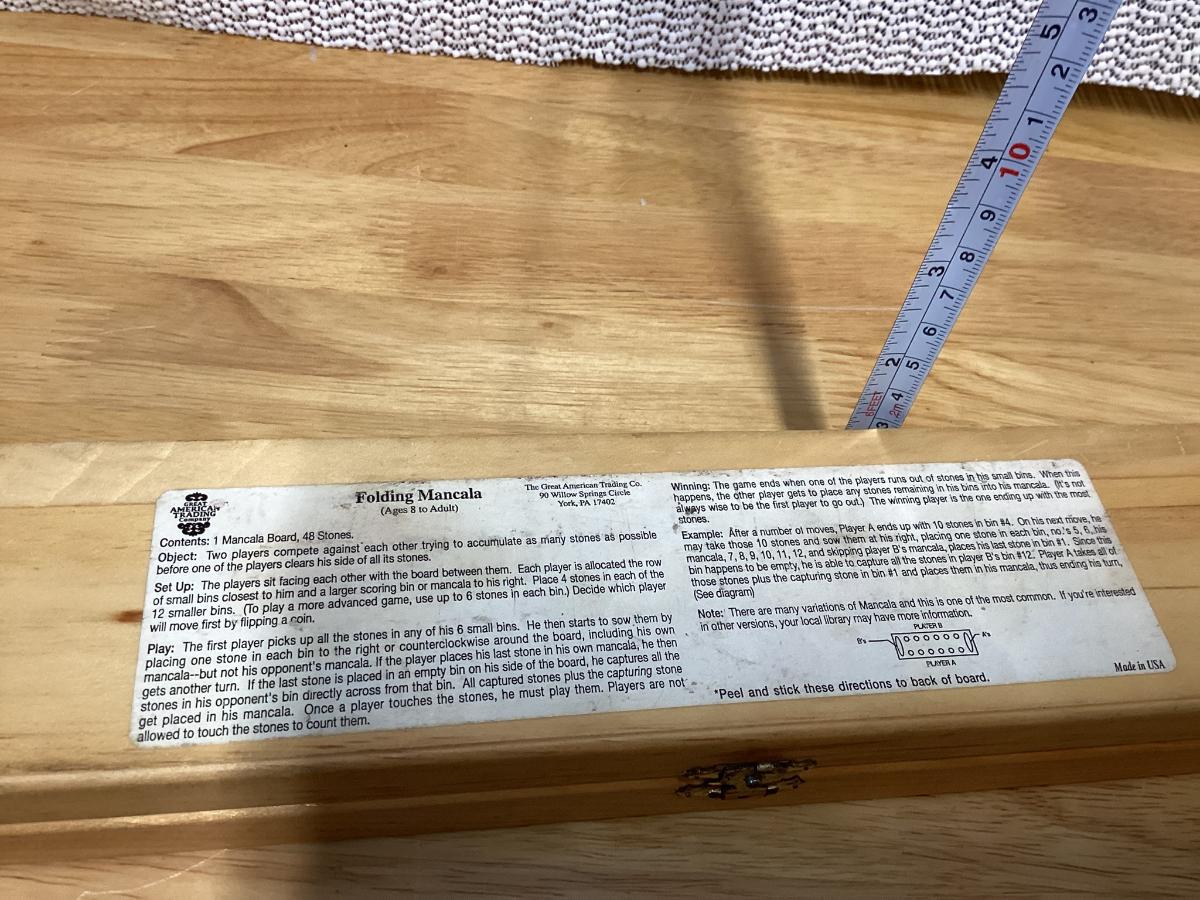 GREAT
AMERICAN
TRADING
Company
Folding Mancala
(Ages 8 to Adult)
The Great American Trading Co.
90 Willow Springs Circle
York, PA 17402
Contents: 1 Mancala Board, 48 Stones.
Object: Two players compete against each other trying to accumulate as many stones as possible
before one of the players clears his side of all its stones.
Set Up: The players sit facing each other with the board between them. Each player is allocated the row
of small bins closest to him and a larger scoring bin or mancala to his right. Place 4 stones in each of the
12 smaller bins. (To play a more advanced game, use up to 6 stones in each bin.) Decide which player
will move first by flipping a coin.
Play: The first player picks up all the stones in any of his 6 small bins. He then starts to sow them by
placing one stone in each bin to the right or counterclockwise around the board, including his own
mancala--but not his opponent's mancala. If the player places his last stone in his own mancala, he then
gets another turn. If the last stone is placed in an empty bin on his side of the board, he captures all the
stones in his opponent's bin directly across from that bin. All captured stones plus the capturing stone
get placed in his mancala. Once a player touches the stones, he must play them. Players are not
allowed to touch the stones to count them.
Winning: The game ends when one of the players runs out of stones in his small bins. When this
happens, the other player gets to place any stones remaining in his bins into his mancala. (It's not
always wise to be the first player to go out.) The winning player is the one ending up with the most
stones.
Example: After a number of moves, Player A ends up with 10 stones in bin #4. On his next move, he
may take those 10 stones and sow them at his right, placing one stone in each bin, no.'s 5, 6, his
mancala, 7, 8, 9, 10, 11, 12, and skipping player B's mancala, places his last stone in bin #1. Since this
bin happens to be empty, he is able to capture all the stones in player B's bin #12. Player A takes all of
those stones plus the capturing stone in bin #1 and places them in his mancala, thus ending his turn,
(See diagram)
Note: There are many variations of Mancala and this is one of the most common. If you're interested
in other versions, your local library may have more information.
PLAYER B
B's
A's
PLAYER A
*Peel and stick these directions to back of board.
Made in USA
5 4 3 2 6FEET
3 2 1 10 9 8 7 6 5 4 3
.2m